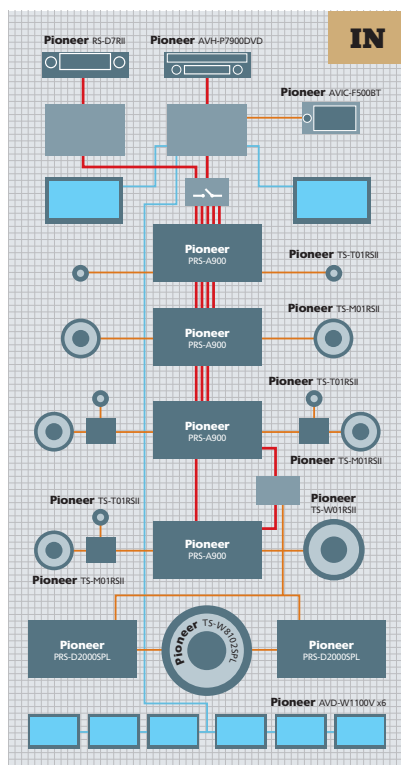 IN
Pioneer RS-D7RII
Pioneer AVH-P7900DVD
Pioneer AVIC-F500BT
Pioneer
PRS-A900
Pioneer TS-T01RSII
Pioneer TS-M01RSII
Pioneer
PRS-A900
Pioneer TS-T01RSII
Pioneer
PRS-A900
Pioneer TS-M01RSII
Pioneer TS-T01RSII
Pioneer
TS-W01RSII
Pioneer
PRS-A900
Pioneer TS-M01RSII
Pioneer TS-W8102SPL
Pioneer
PRS-D2000SPL
Pioneer
PRS-D2000SPL
Pioneer AVD-W1100V x6